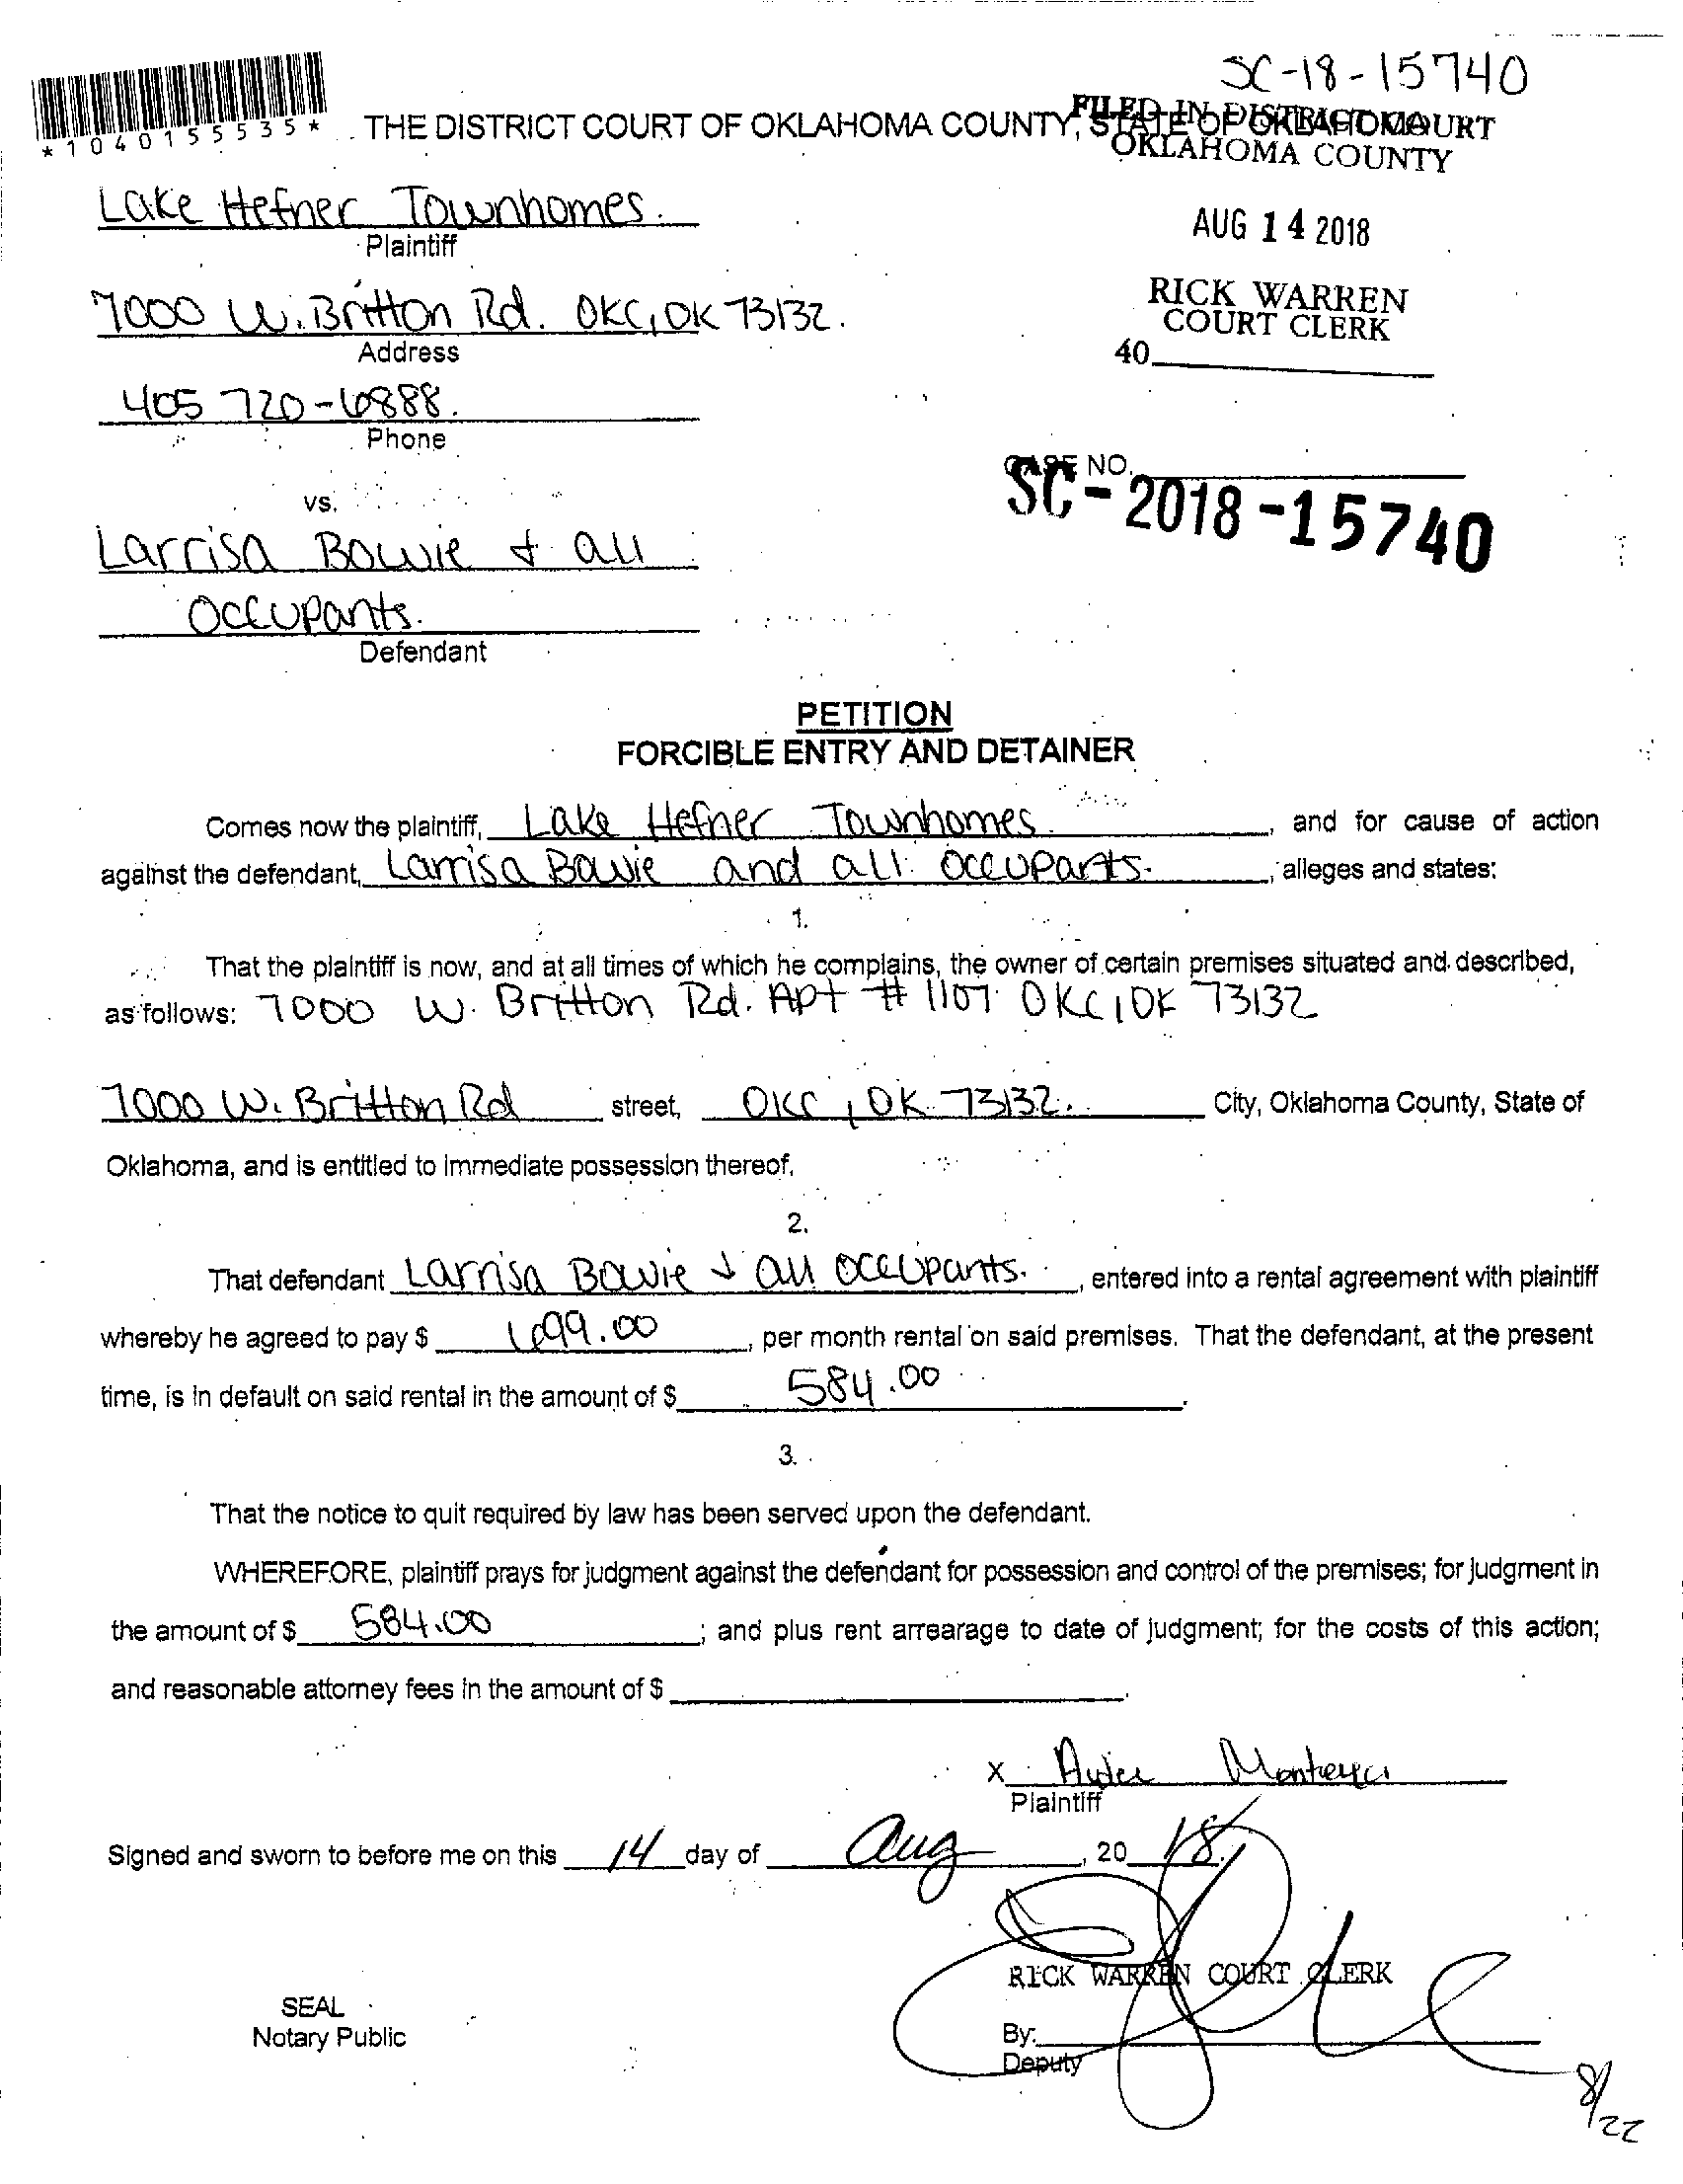 SC-18-15740
*1040155535*
THE DISTRICT COURT OF OKLAHOMA COUNTY, STATE OF OKLAHOMA
FILED IN DISTRICT COURT
OKLAHOMA COUNTY
Lake Hefner Townhomes.
Plaintiff
AUG 14 2018
7000 W. Britton Rd. OKC, OK 73132.
Address
RICK WARREN
COURT CLERK
40
405 720-6888.
Phone
CASE NO.
SC-2018-15740
vs.
Larrisa Bowie & all
Occupants.
Defendant
PETITION
FORCIBLE ENTRY AND DETAINER
Comes now the plaintiff, Lake Hefner Townhomes. , and for cause of action
against the defendant, Larrisa Bowie and all occupants. , alleges and states:
1.
That the plaintiff is now, and at all times of which he complains, the owner of certain premises situated and described,
as follows: 7000 W. Britton Rd. Apt # 1107 OKC, OK 73132
7000 W. Britton Rd street, OKC, OK 73132. City, Oklahoma County, State of
Oklahoma, and is entitled to immediate possession thereof.
2.
That defendant Larrisa Bowie & all occupants. , entered into a rental agreement with plaintiff
whereby he agreed to pay $ 699.00 , per month rental on said premises. That the defendant, at the present
time, is in default on said rental in the amount of $ 584.00 .
3.
That the notice to quit required by law has been served upon the defendant.
WHEREFORE, plaintiff prays for judgment against the defendant for possession and control of the premises; for judgment in
the amount of $ 584.00 ; and plus rent arrearage to date of judgment; for the costs of this action;
and reasonable attorney fees in the amount of $ .
X
Plaintiff
Signed and sworn to before me on this 14 day of Aug , 20 18.
RICK WARREN COURT CLERK
SEAL
Notary Public
By:
Deputy
8/22